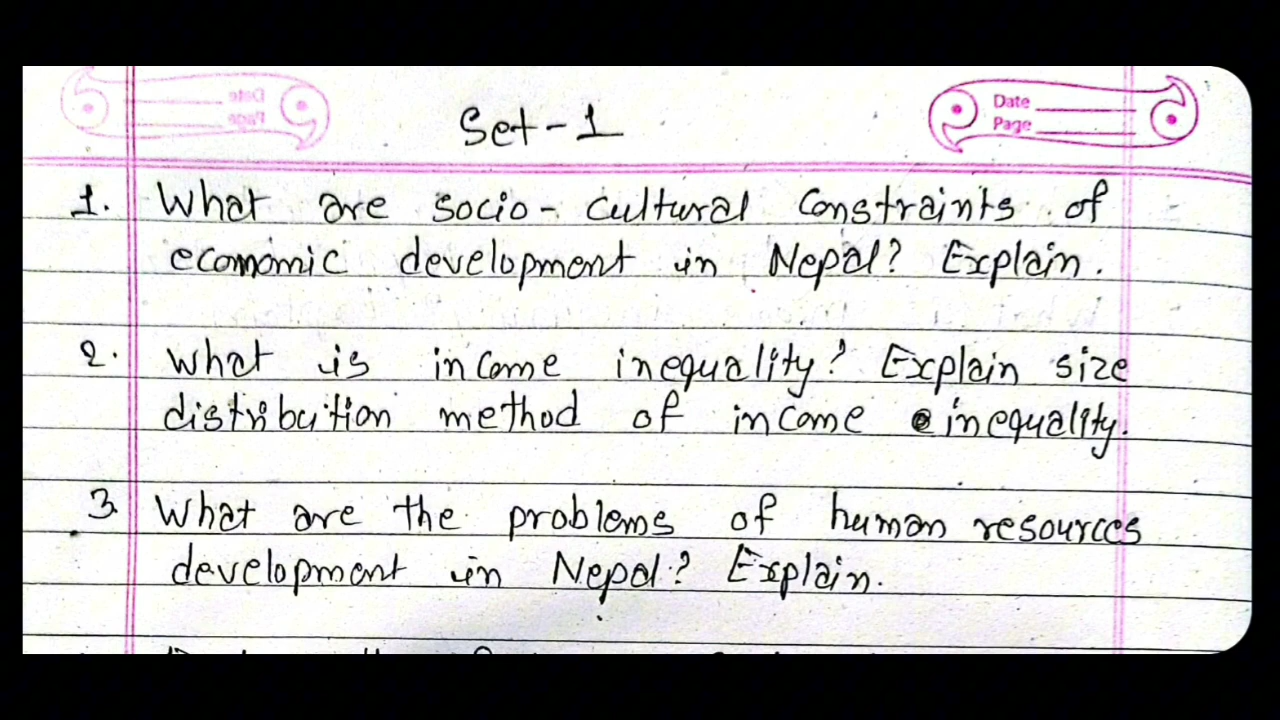 Date
Page
Set-1
1. What are socio-cultural constraints of
economic development in Nepal? Explain.
2. What is income inequality? Explain size
distribution method of income inequality.
3. What are the problems of human resources
development in Nepal? Explain.